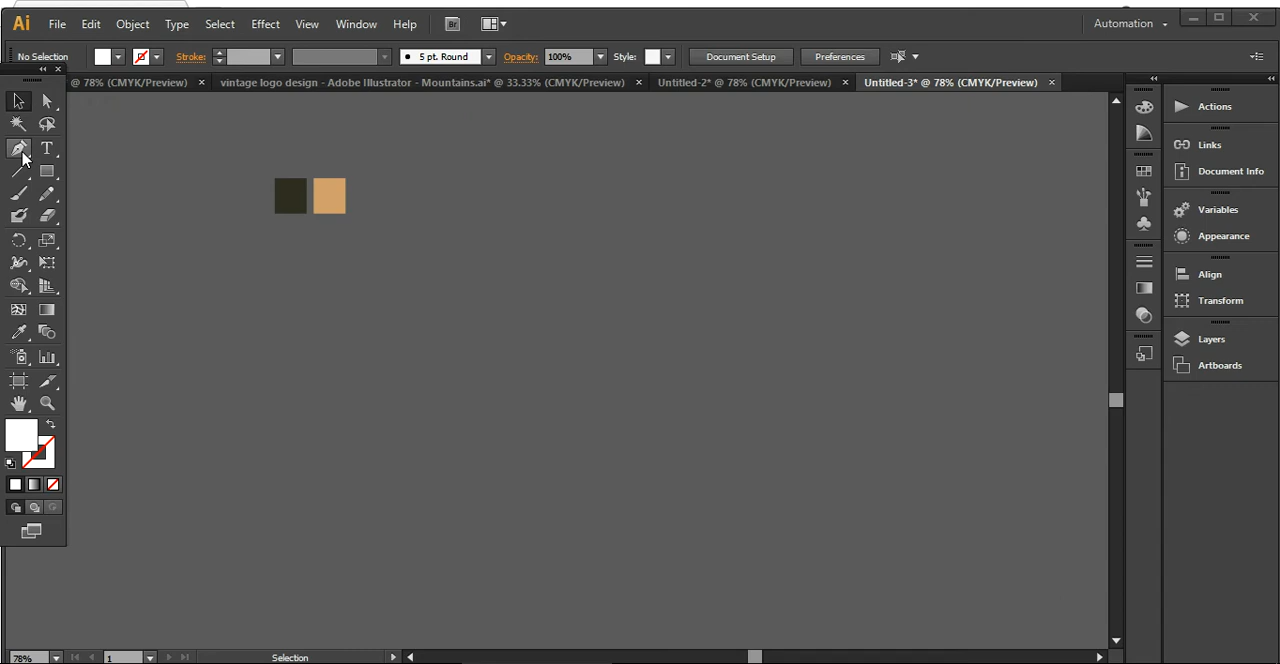 Ai File Edit Object Type Select Effect View Window Help Br Automation
No Selection Stroke: 5 pt. Round Opacity: 100% Style: Document Setup Preferences
@ 78% (CMYK/Preview) × vintage logo design - Adobe Illustrator - Mountains.ai* @ 33.33% (CMYK/Preview) × Untitled-2* @ 78% (CMYK/Preview) × Untitled-3* @ 78% (CMYK/Preview) ×
Actions
Links
Document Info
Variables
Appearance
Align
Transform
Layers
Artboards
T
78% 1 Selection